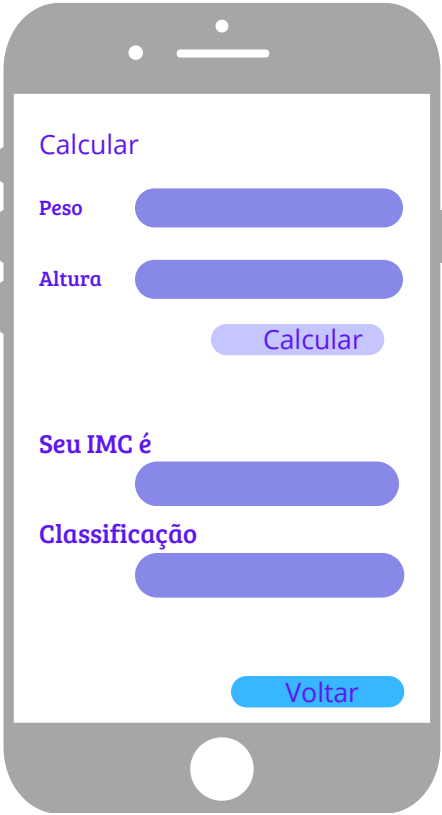 Calcular
Peso
Altura
Calcular
Seu IMC é
Classificação
Voltar